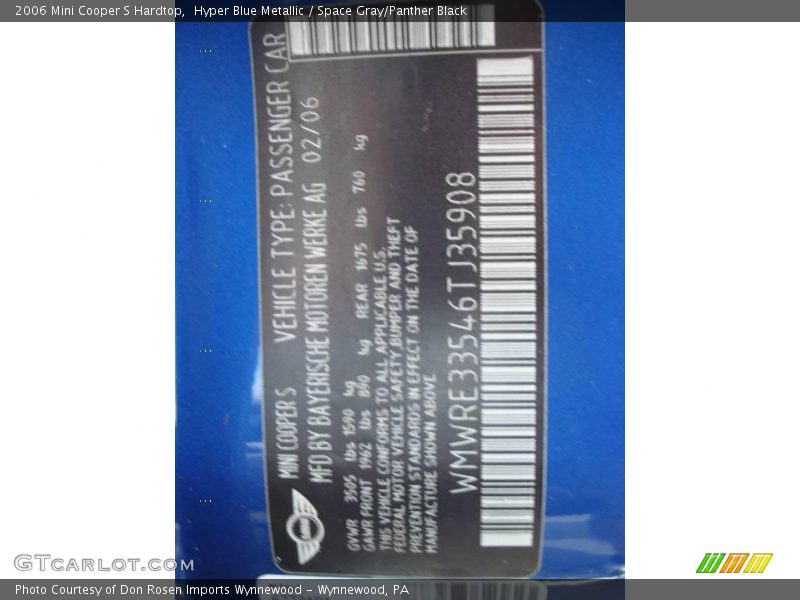 2006 Mini Cooper S Hardtop,  Hyper Blue Metallic / Space Gray/Panther Black
MINI COOPER S VEHICLE TYPE: PASSENGER CAR
MFD BY BAYERISCHE MOTOREN WERKE AG 02/06
GVWR 3505 lbs 1590 kg
GAWR FRONT 1962 lbs 890 kg REAR 1675 lbs 760 kg
THIS VEHICLE CONFORMS TO ALL APPLICABLE U.S.
FEDERAL MOTOR VEHICLE SAFETY,BUMPER AND THEFT
PREVENTION STANDARDS IN EFFECT ON THE DATE OF
MANUFACTURE SHOWN ABOVE
WMWRE33546TJ35908
GTCarLot.com
Photo Courtesy of Don Rosen Imports Wynnewood – Wynnewood, PA